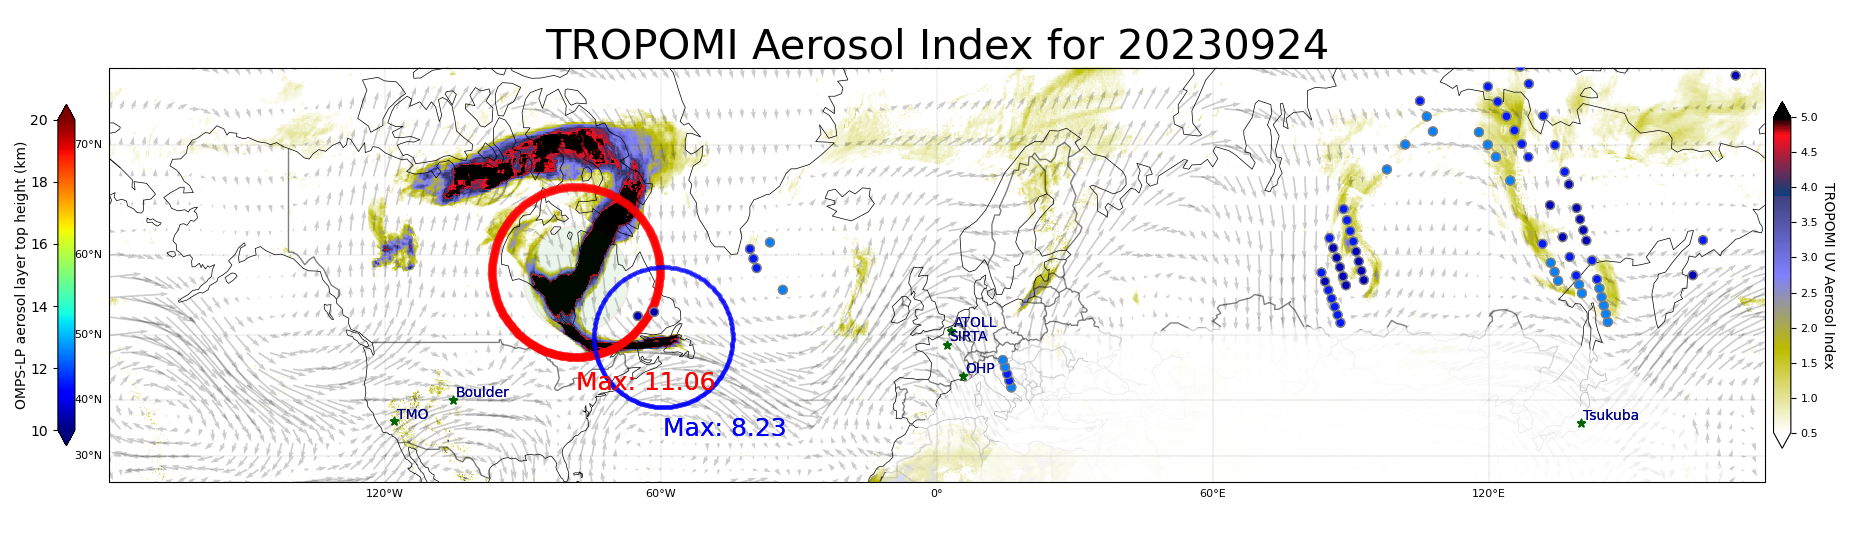 TROPOMI Aerosol Index for 20230924
OMPS-LP aerosol layer top height (km)
20
18
16
14
12
10
70°N
60°N
50°N
40°N
30°N
120°W
60°W
0°
60°E
120°E
ATOLL
SIRTA
OHP
Boulder
TMO
Tsukuba
Max: 11.06
Max: 8.23
5.0
4.5
4.0
3.5
3.0
2.5
2.0
1.5
1.0
0.5
TROPOMI UV Aerosol Index